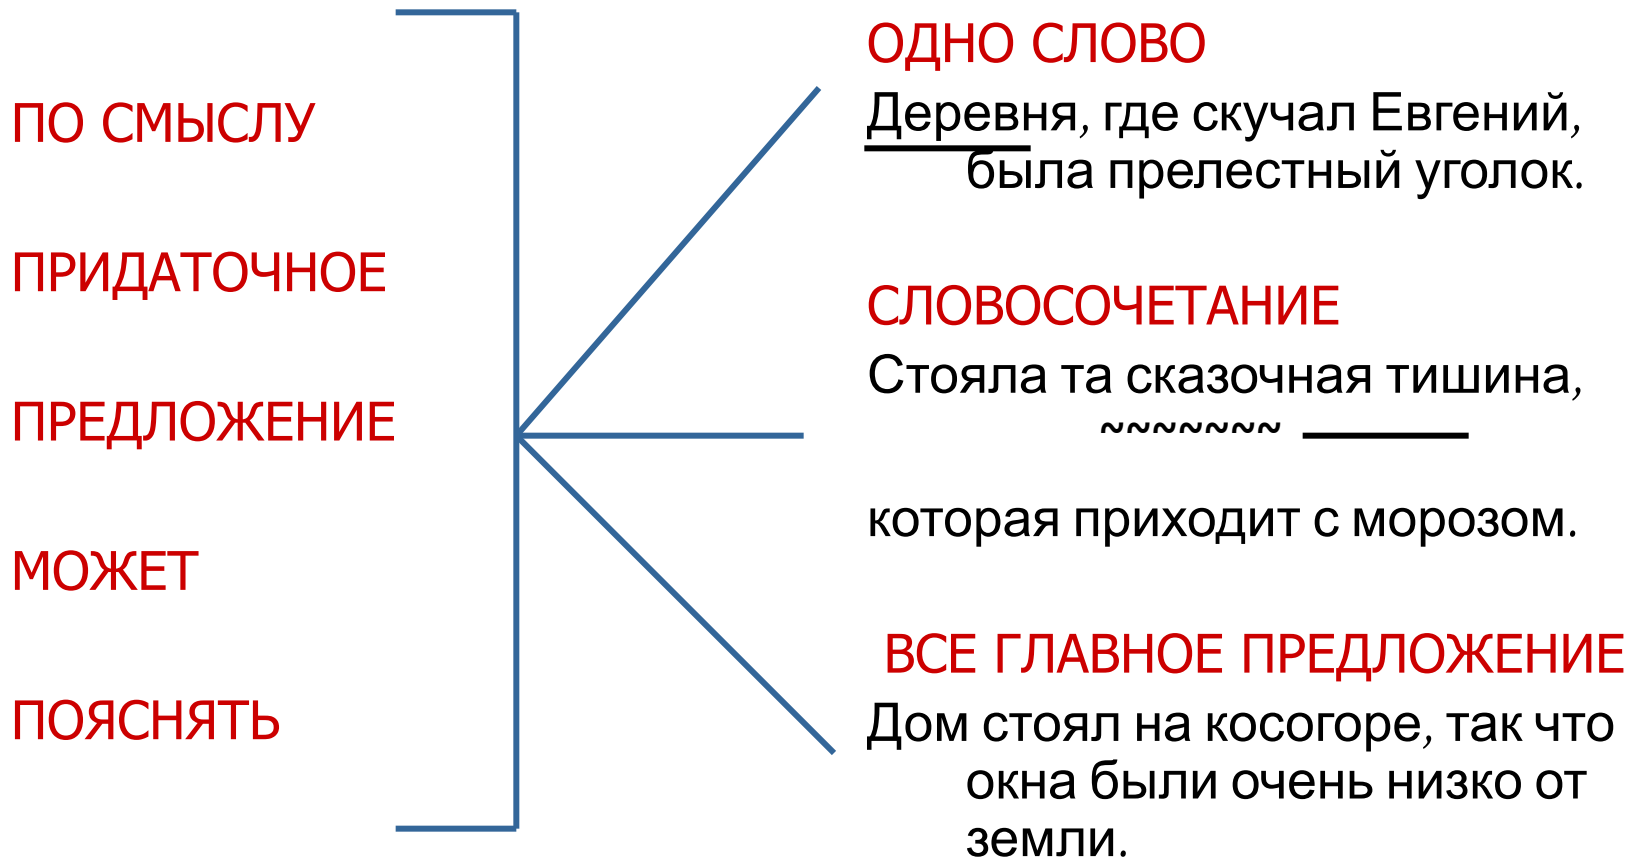 ПО СМЫСЛУ
ПРИДАТОЧНОЕ
ПРЕДЛОЖЕНИЕ
МОЖЕТ
ПОЯСНЯТЬ
ОДНО СЛОВО
Деревня, где скучал Евгений,
была прелестный уголок.
СЛОВОСОЧЕТАНИЕ
Стояла та сказочная тишина,
~~~~~~~
которая приходит с морозом.
ВСЕ ГЛАВНОЕ ПРЕДЛОЖЕНИЕ
Дом стоял на косогоре, так что
окна были очень низко от
земли.